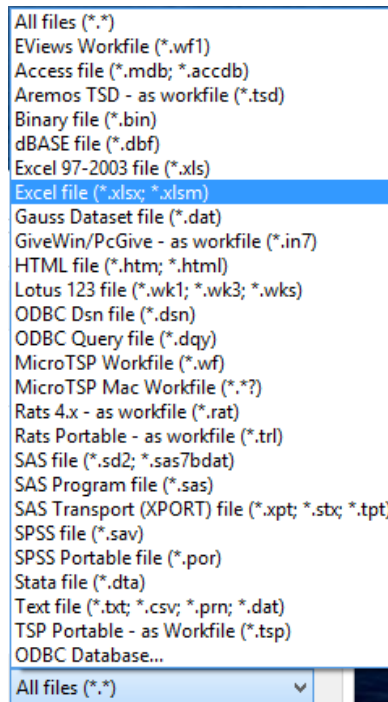 All files (*.*)
EViews Workfile (*.wf1)
Access file (*.mdb; *.accdb)
Aremos TSD - as workfile (*.tsd)
Binary file (*.bin)
dBASE file (*.dbf)
Excel 97-2003 file (*.xls)
Excel file (*.xlsx; *.xlsm)
Gauss Dataset file (*.dat)
GiveWin/PcGive - as workfile (*.in7)
HTML file (*.htm; *.html)
Lotus 123 file (*.wk1; *.wk3; *.wks)
ODBC Dsn file (*.dsn)
ODBC Query file (*.dqy)
MicroTSP Workfile (*.wf)
MicroTSP Mac Workfile (*.*?)
Rats 4.x - as workfile (*.rat)
Rats Portable - as workfile (*.trl)
SAS file (*.sd2; *.sas7bdat)
SAS Program file (*.sas)
SAS Transport (XPORT) file (*.xpt; *.stx; *.tpt)
SPSS file (*.sav)
SPSS Portable file (*.por)
Stata file (*.dta)
Text file (*.txt; *.csv; *.prn; *.dat)
TSP Portable - as Workfile (*.tsp)
ODBC Database...
All files (*.*)